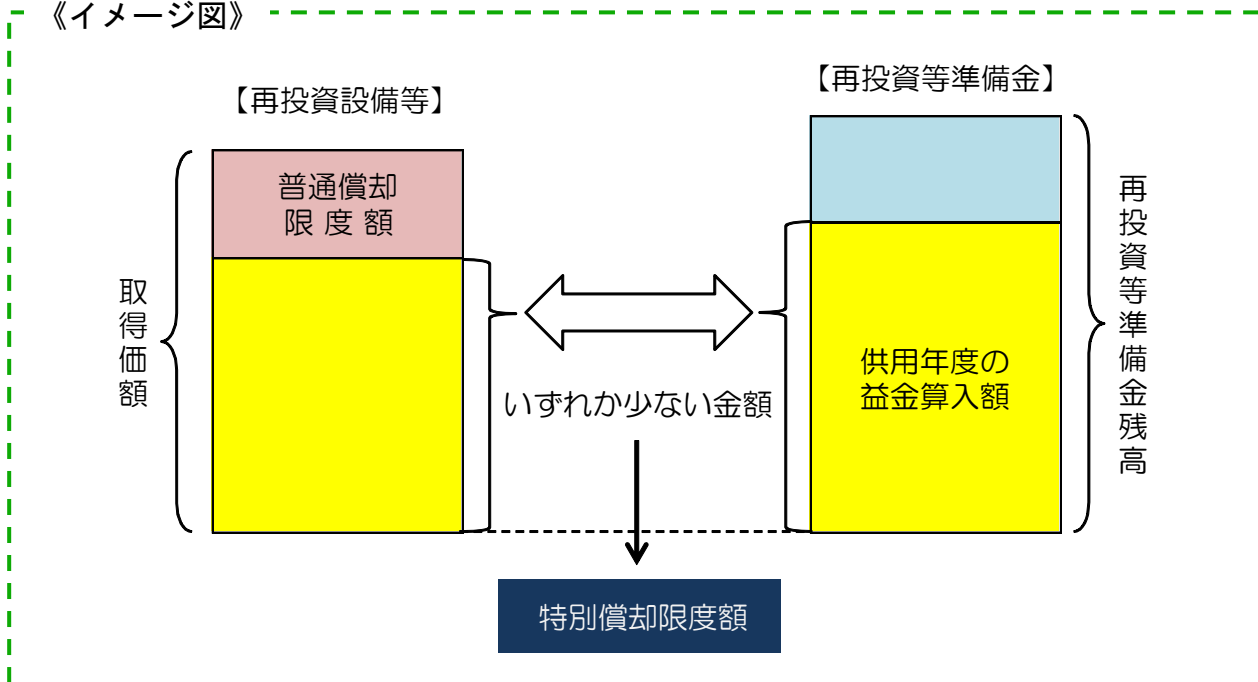 《イメージ図》
【再投資設備等】
【再投資等準備金】
普通償却
限度額
取得価額
いずれか少ない金額
供用年度の
益金算入額
再投資等準備金残高
特別償却限度額